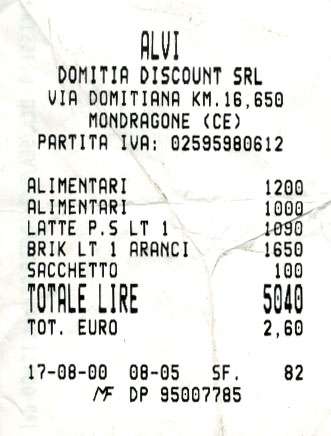 ALVI
DOMITIA DISCOUNT SRL
VIA DOMITIANA KM.16,650
MONDRAGONE (CE)
PARTITA IVA: 02595980612
ALIMENTARI 1200
ALIMENTARI 1000
LATTE P.S LT 1 1090
BRIK LT 1 ARANCI 1650
SACCHETTO 100
TOTALE LIRE 5040
TOT. EURO 2,60
17-08-00 08-05 SF. 82
MF DP 95007785